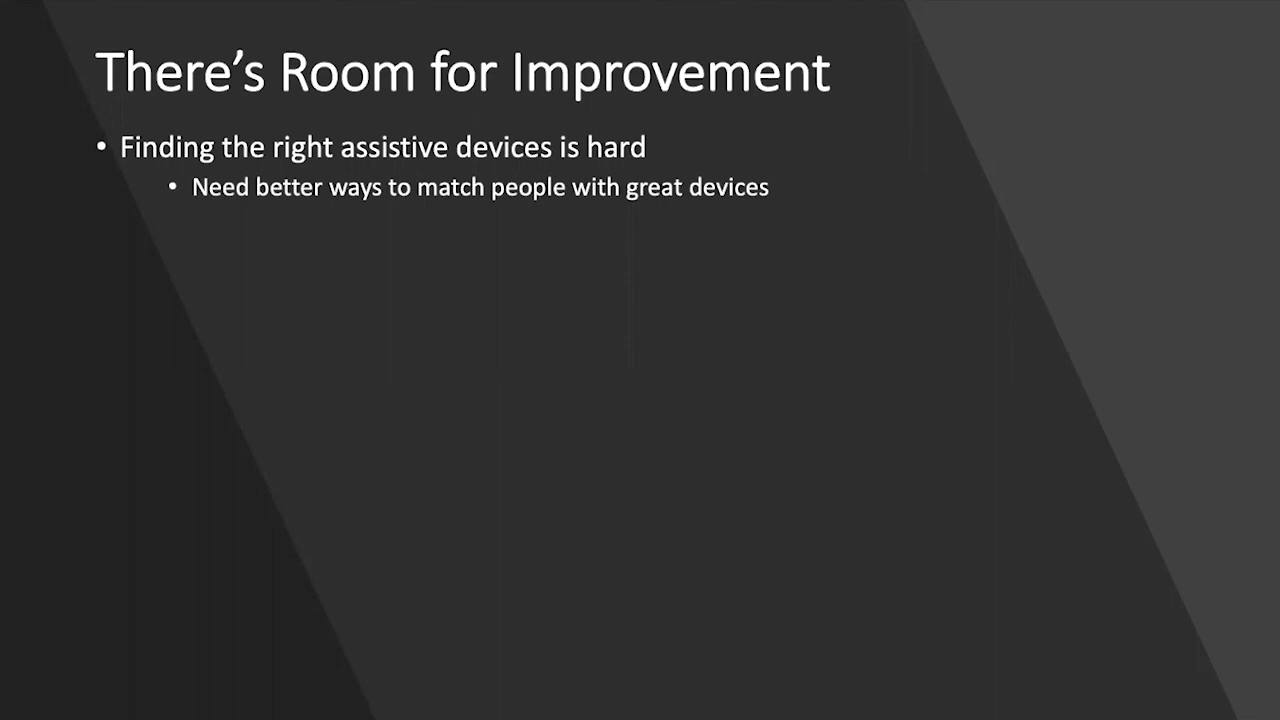 There’s Room for Improvement
• Finding the right assistive devices is hard
• Need better ways to match people with great devices